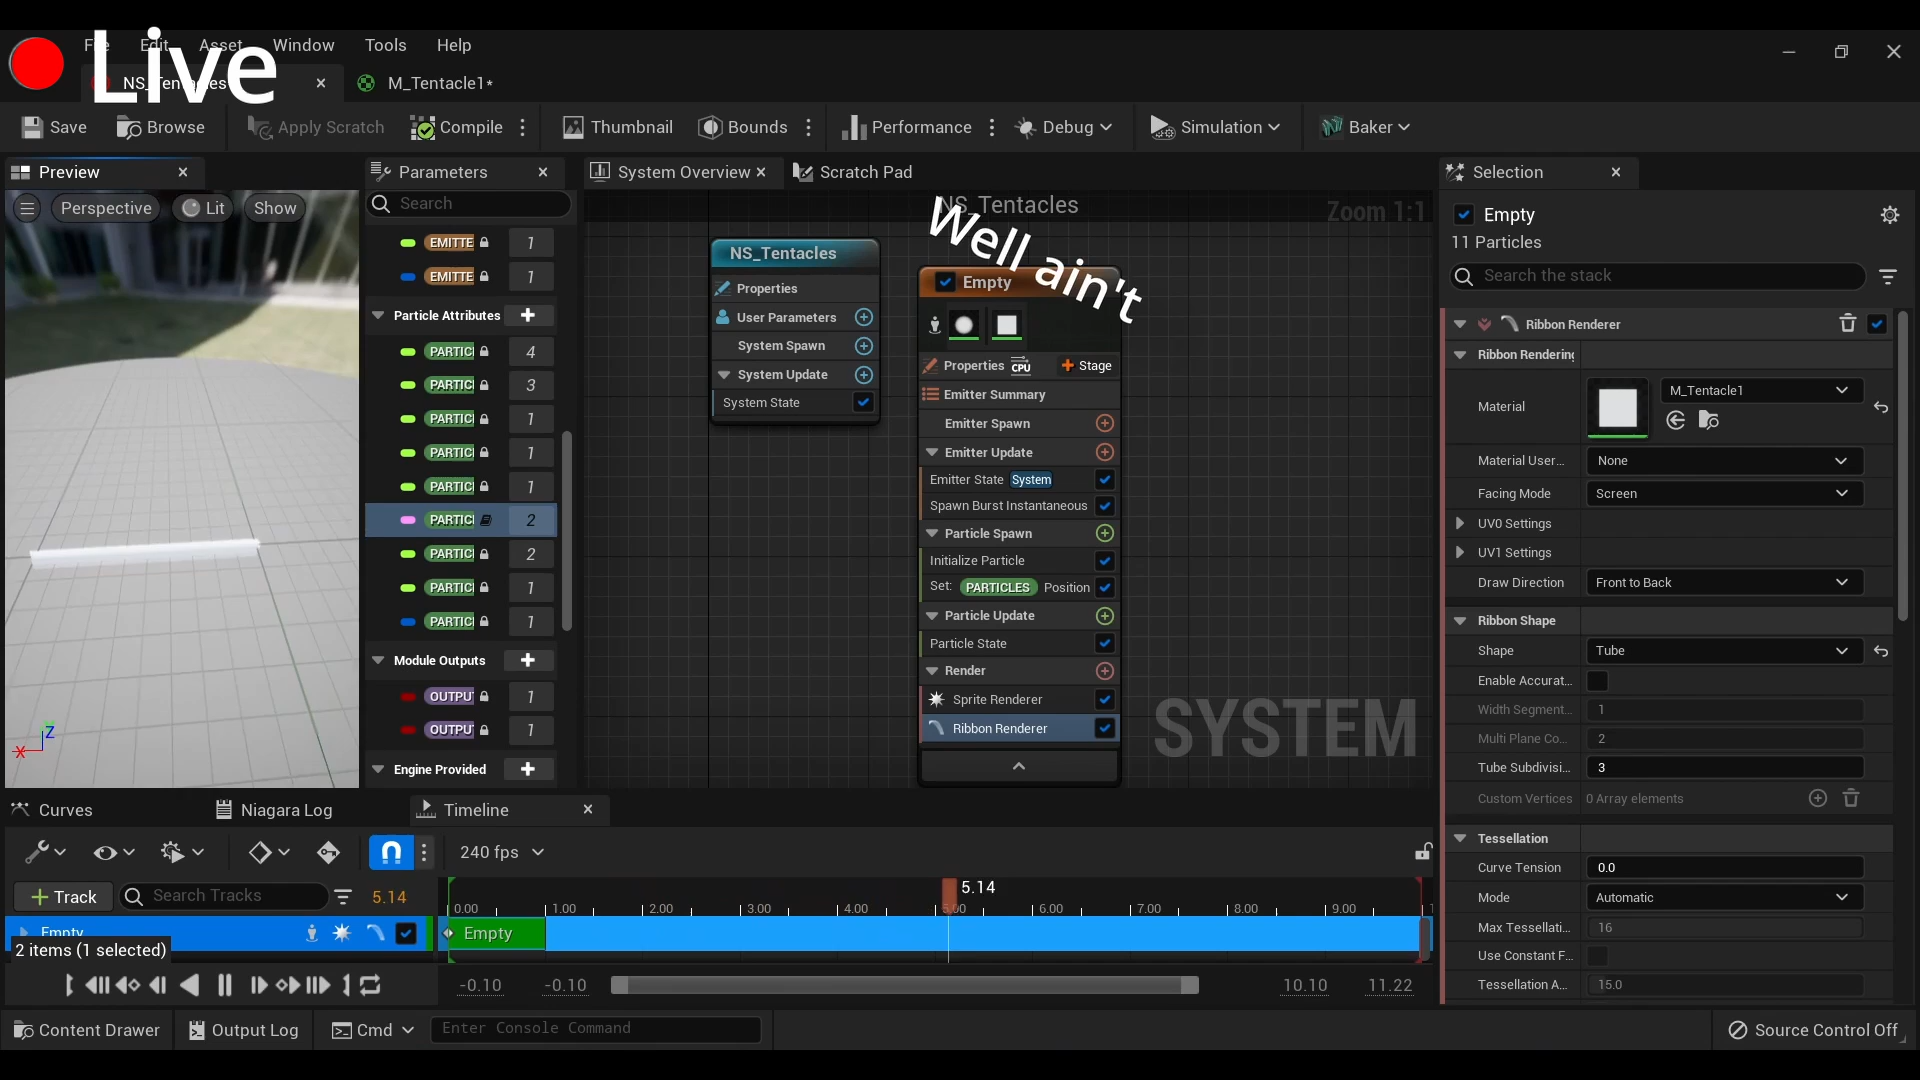 Live
File Edit Asset Window Tools Help
NS_Tentacles
M_Tentacle1*
Save
Browse
Apply Scratch
Compile
Thumbnail
Bounds
Performance
Debug
Simulation
Baker
Preview
Perspective
Lit
Show
Z
X
Parameters
Search
EMITTE 1
EMITTE 1
Particle Attributes
PARTICI 4
PARTICI 3
PARTICI 1
PARTICI 1
PARTICI 1
PARTICI 2
PARTICI 2
PARTICI 1
PARTICI 1
Module Outputs
OUTPU 1
OUTPU 1
Engine Provided
System Overview
Scratch Pad
NS_Tentacles
Zoom 1:1
Well ain't
NS_Tentacles
Properties
User Parameters
System Spawn
System Update
System State
Empty
Properties CPU Stage
Emitter Summary
Emitter Spawn
Emitter Update
Emitter State System
Spawn Burst Instantaneous
Particle Spawn
Initialize Particle
Set: PARTICLES Position
Particle Update
Particle State
Render
Sprite Renderer
Ribbon Renderer
SYSTEM
Selection
Empty
11 Particles
Search the stack
Ribbon Renderer
Ribbon Rendering
Material M_Tentacle1
Material User... None
Facing Mode Screen
UV0 Settings
UV1 Settings
Draw Direction Front to Back
Ribbon Shape
Shape Tube
Enable Accurat...
Width Segment... 1
Multi Plane Co... 2
Tube Subdivisi... 3
Custom Vertices 0 Array elements
Tessellation
Curve Tension 0.0
Mode Automatic
Max Tessellati... 16
Use Constant F...
Tessellation A... 15.0
Curves
Niagara Log
Timeline
240 fps
Track
Search Tracks
5.14
5.14
0.00 1.00 2.00 3.00 4.00 5.00 6.00 7.00 8.00 9.00 1
Empty
Empty
2 items (1 selected)
-0.10 -0.10 10.10 11.22
Content Drawer
Output Log
Cmd
Enter Console Command
Source Control Off